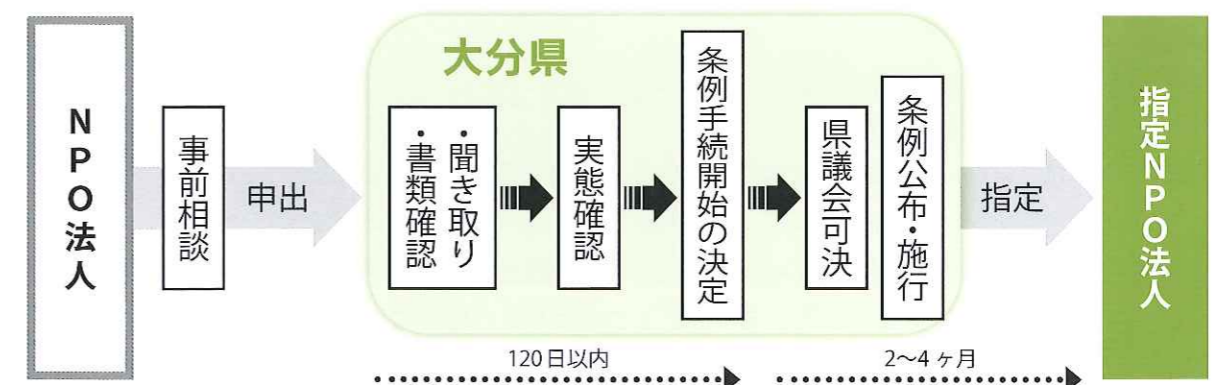 大分県
NPO法人
事前相談
申出
・聞き取り
・書類確認
実態確認
条例手続開始の決定
県議会可決
条例公布・施行
指定
指定NPO法人
120日以内
2〜4ヶ月